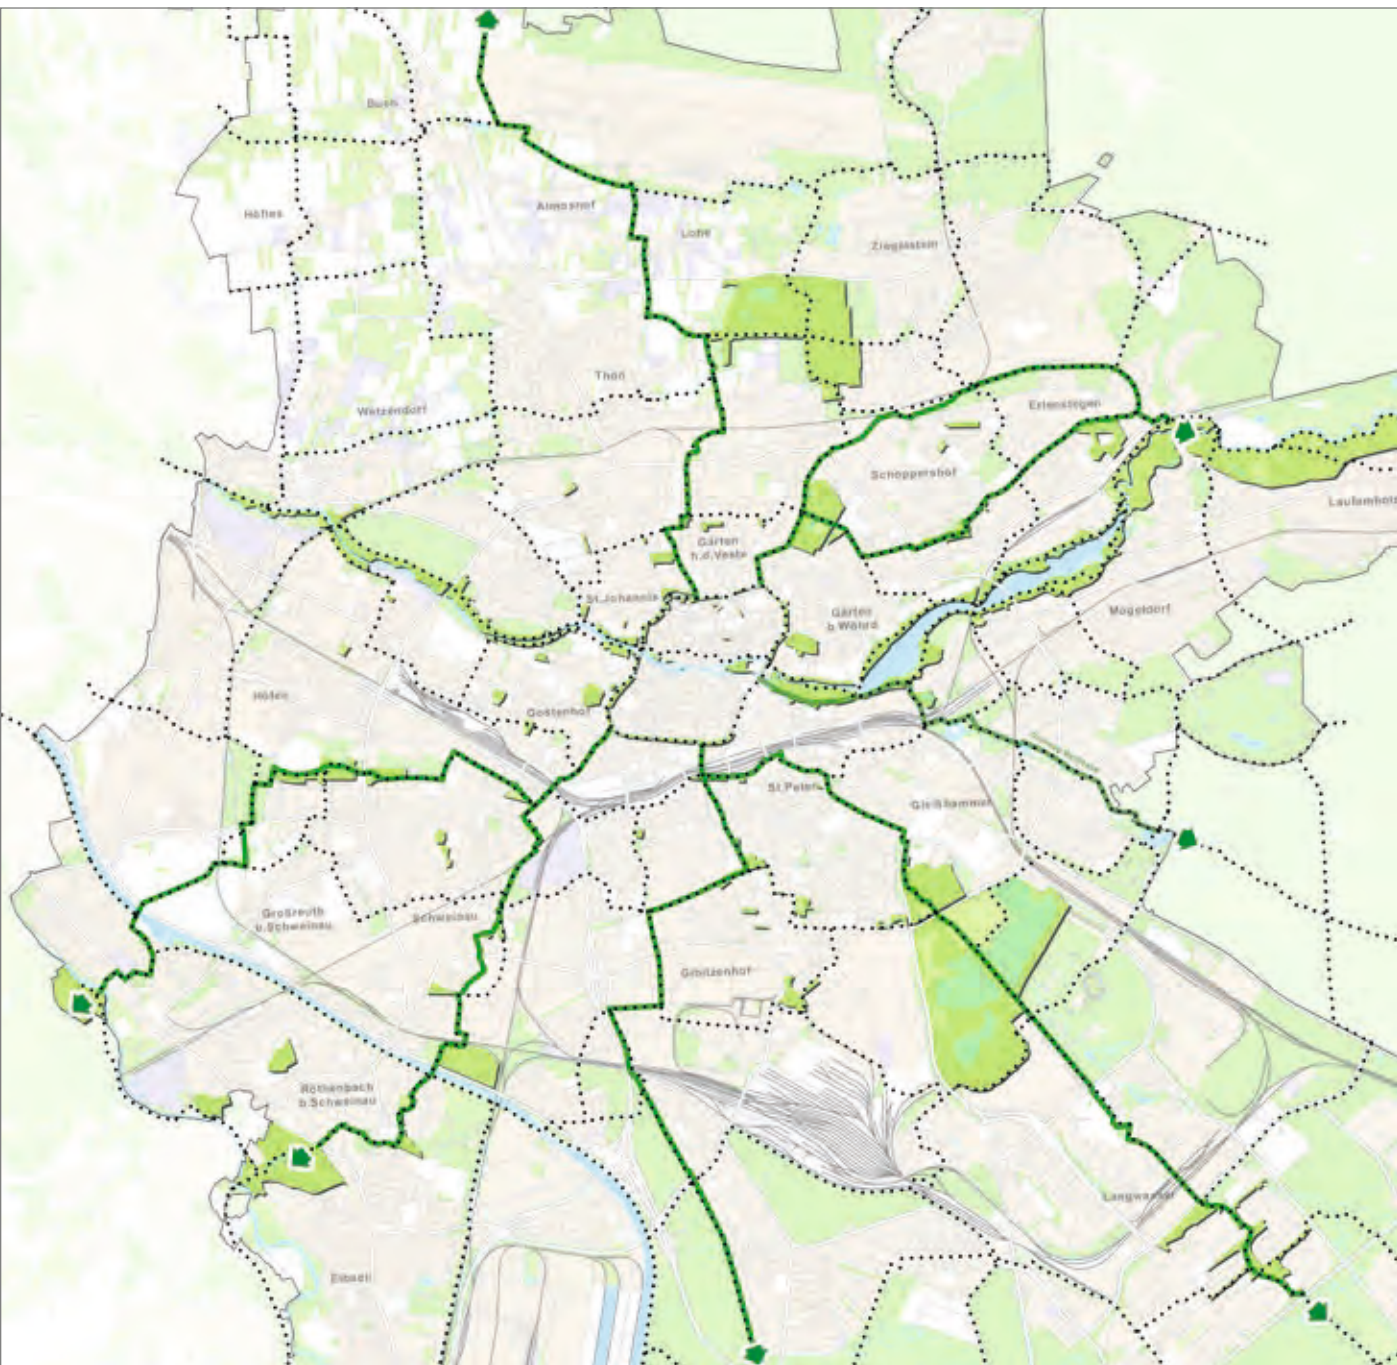 Buch
Almoshof
Höfles
Lohe
Ziegelstein
Thon
Wetzendorf
Erlenstegen
Schoppershof
Gärten
h.d.Veste
St.Johannis
Gärten
b.Wöhrd
Mögeldorf
Höfen
Gostenhof
St.Peter
Gleißhammer
Großreuth
b.Schweinau
Schweinau
Gibitzenhof
Röthenbach
b.Schweinau
Langwasser
Eibach